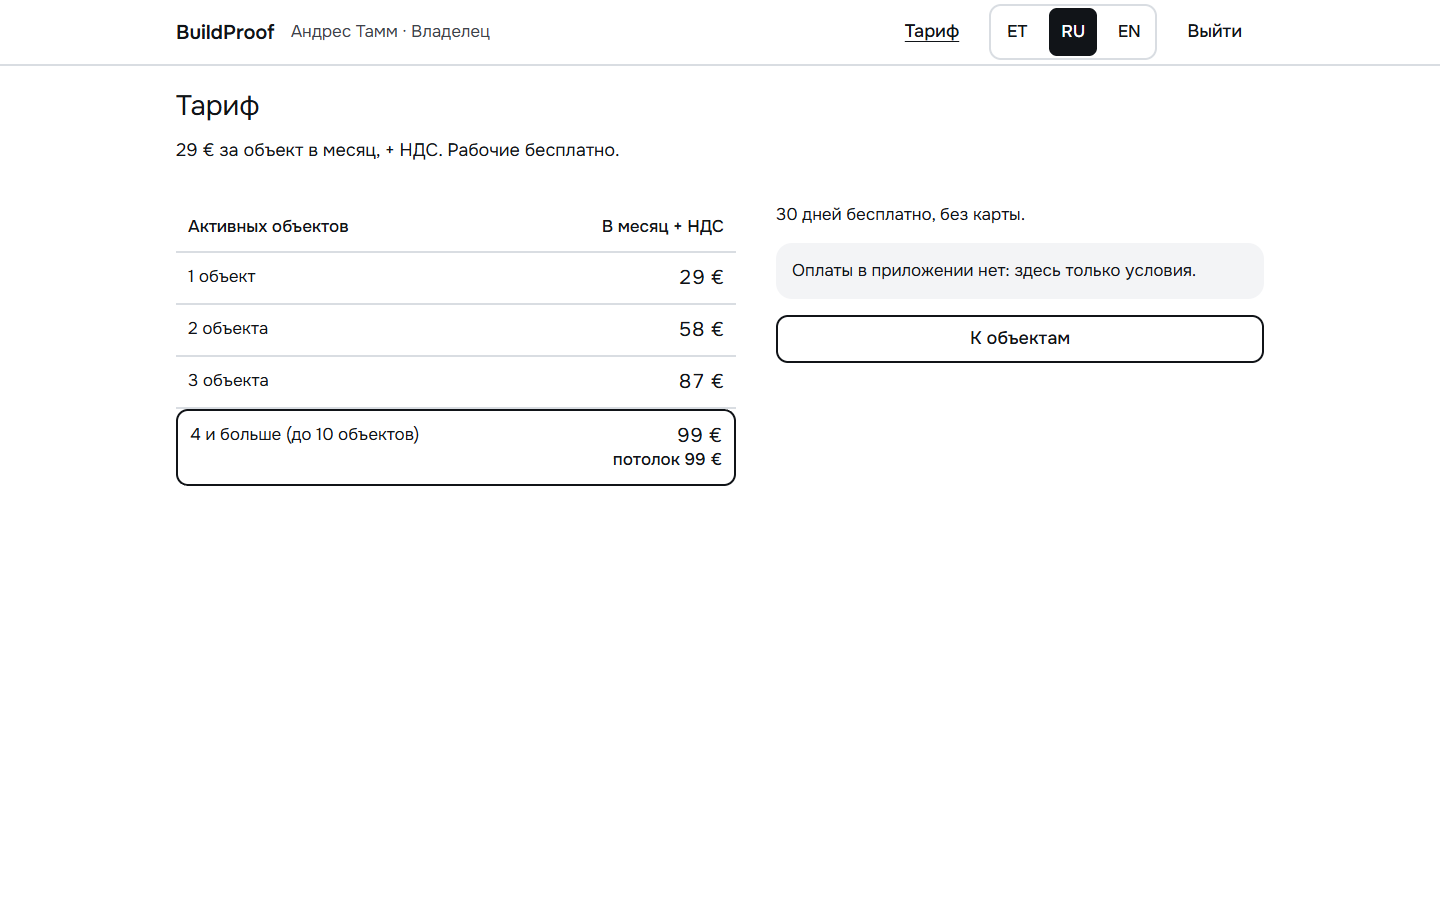 BuildProof Андрес Тамм · Владелец Тариф ET RU EN Выйти
Тариф
29 € за объект в месяц, + НДС. Рабочие бесплатно.
Активных объектов В месяц + НДС
1 объект 29 €
2 объекта 58 €
3 объекта 87 €
4 и больше (до 10 объектов) 99 €
потолок 99 €
30 дней бесплатно, без карты.
Оплаты в приложении нет: здесь только условия.
К объектам